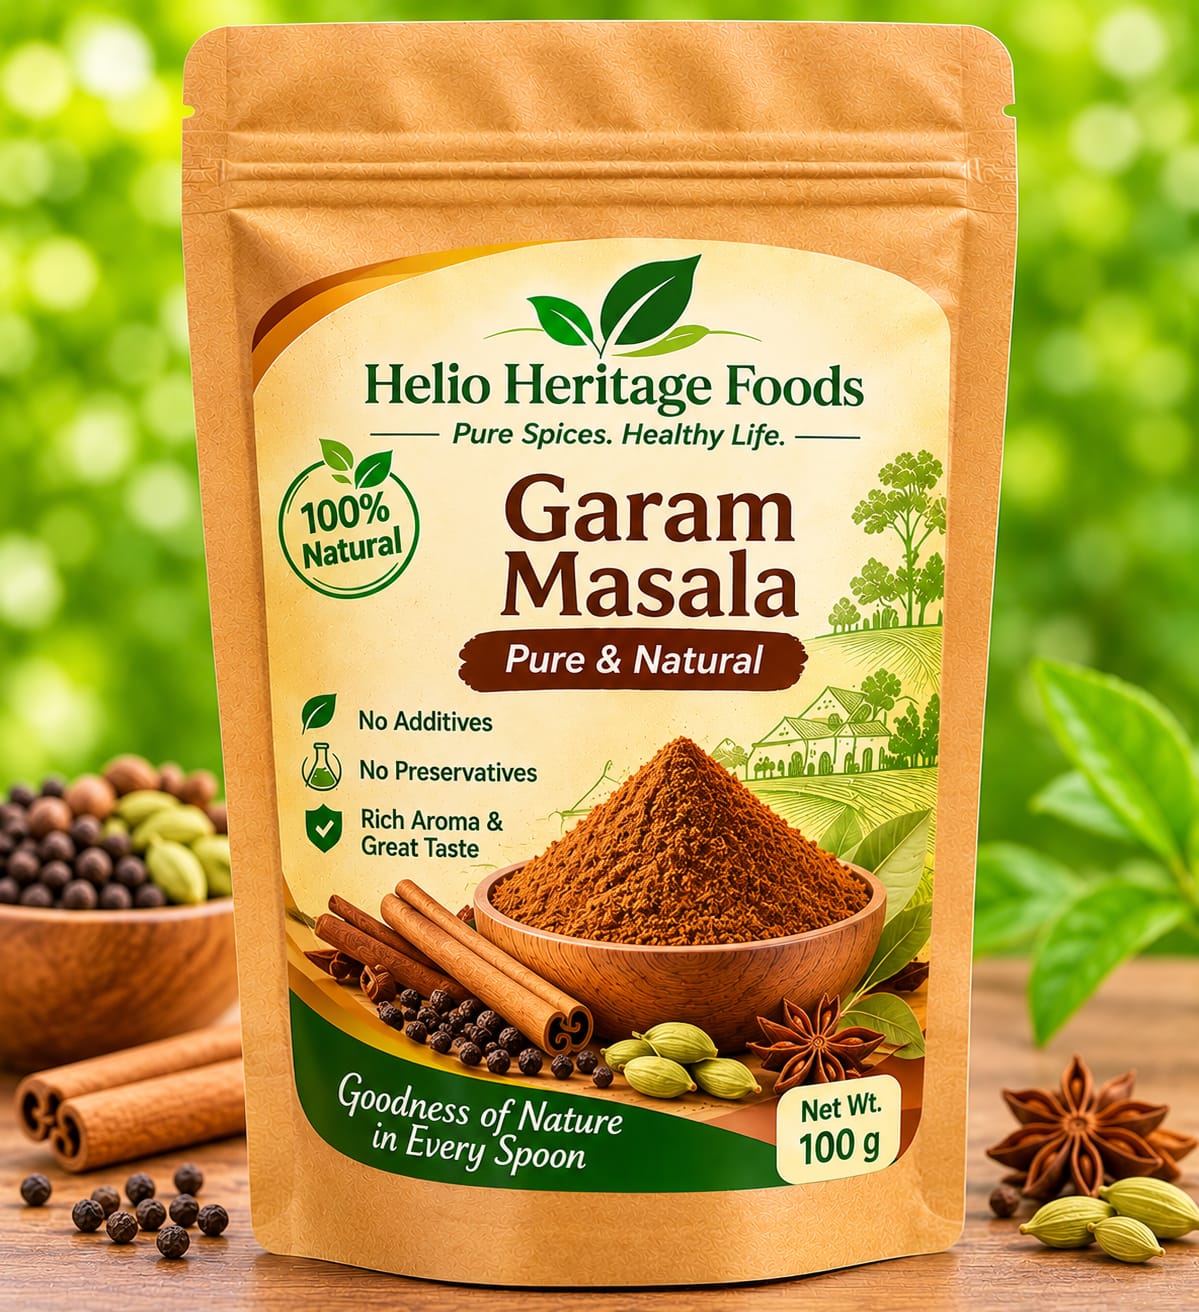 Helio Heritage Foods
Pure Spices. Healthy Life.
100%
Natural
Garam
Masala
Pure & Natural
No Additives
No Preservatives
Rich Aroma &
Great Taste
Goodness of Nature
in Every Spoon
Net Wt.
100 g